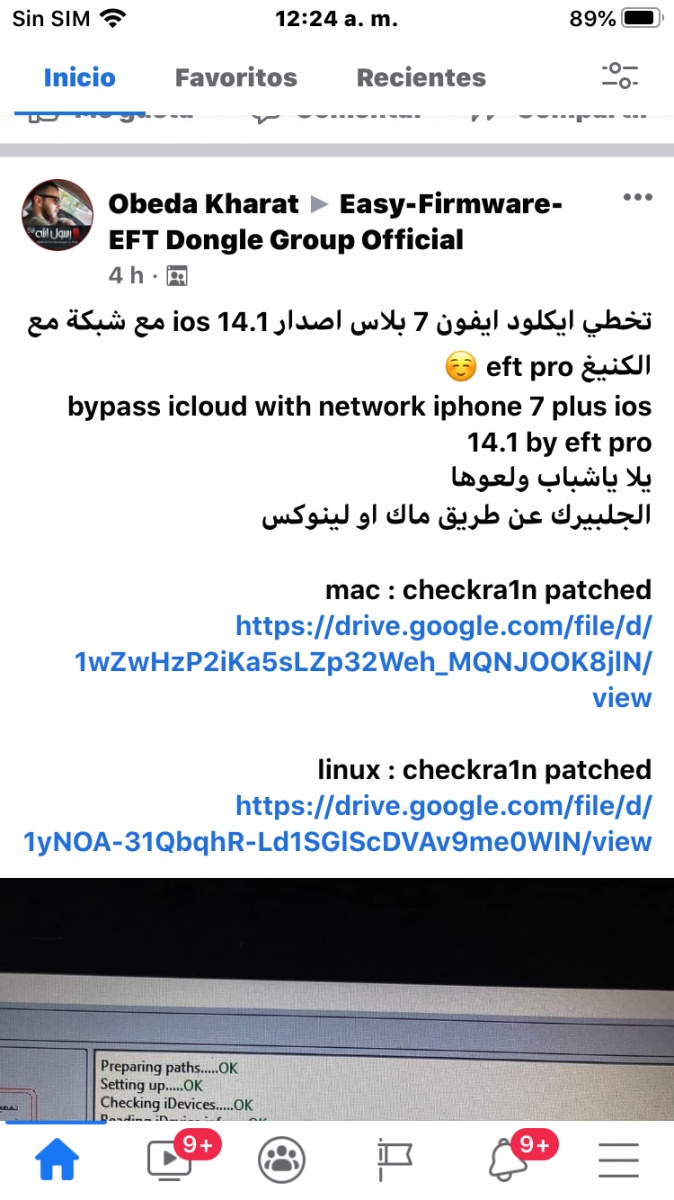 Sin SIM 12:24 a. m. 89%
Inicio Favoritos Recientes
Me gusta Comentar Compartir
Obeda Kharat ▶ Easy-Firmware-
EFT Dongle Group Official
4 h ·
تخطي ايكلود ايفون 7 بلاس اصدار ios 14.1 مع شبكة مع
الكنيغ eft pro ☺️
bypass icloud with network iphone 7 plus ios
14.1 by eft pro
يلا ياشباب ولعوها
الجلبيرك عن طريق ماك او لينوكس
mac : checkra1n patched
https://drive.google.com/file/d/
1wZwHzP2iKa5sLZp32Weh_MQNJOOK8jlN/
view
linux : checkra1n patched
https://drive.google.com/file/d/
1yNOA-31QbqhR-Ld1SGlScDVAv9me0WIN/view
Preparing paths.....OK
Setting up.....OK
Checking iDevices.....OK
9+ 9+